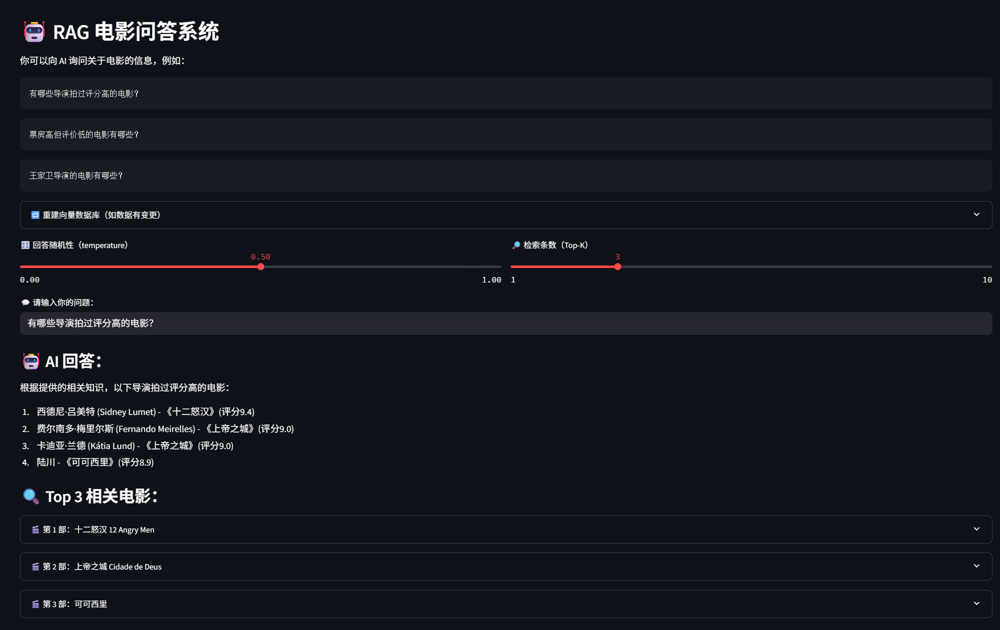 RAG 电影问答系统
你可以向 AI 询问关于电影的信息，例如：
有哪些导演拍过评分高的电影？
票房高但评价低的电影有哪些？
王家卫导演的电影有哪些？
重建向量数据库（如数据有变更）
回答随机性（temperature）
0.50
0.00 1.00
检索条数（Top-K）
3
1 10
请输入你的问题：
有哪些导演拍过评分高的电影？
AI 回答：
根据提供的相关知识，以下导演拍过评分高的电影：
1. 西德尼·吕美特 (Sidney Lumet) - 《十二怒汉》(评分9.4)
2. 费尔南多·梅里尔斯 (Fernando Meirelles) - 《上帝之城》(评分9.0)
3. 卡迪亚·兰德 (Kátia Lund) - 《上帝之城》(评分9.0)
4. 陆川 - 《可可西里》(评分8.9)
Top 3 相关电影：
第 1 部：十二怒汉 12 Angry Men
第 2 部：上帝之城 Cidade de Deus
第 3 部：可可西里